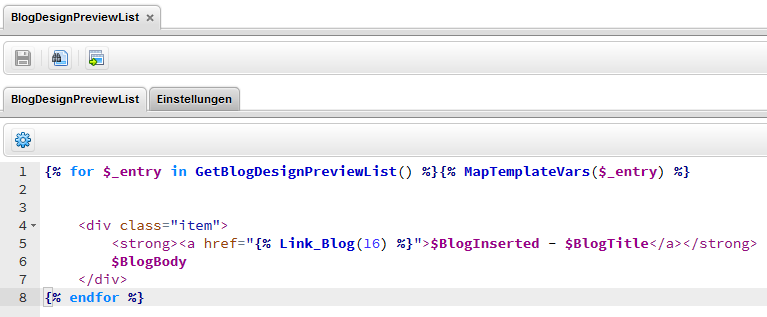 BlogDesignPreviewList
BlogDesignPreviewList Einstellungen
1 {% for $_entry in GetBlogDesignPreviewList() %}{% MapTemplateVars($_entry) %}
2
3
4 <div class="item">
5 <strong><a href="{% Link_Blog(16) %}">$BlogInserted - $BlogTitle</a></strong>
6 $BlogBody
7 </div>
8 {% endfor %}